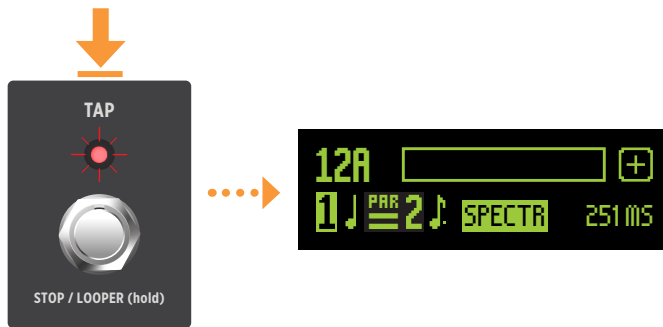 TAP
STOP / LOOPER (hold)
12A
1 PAR 2 SPECTR 251 MS